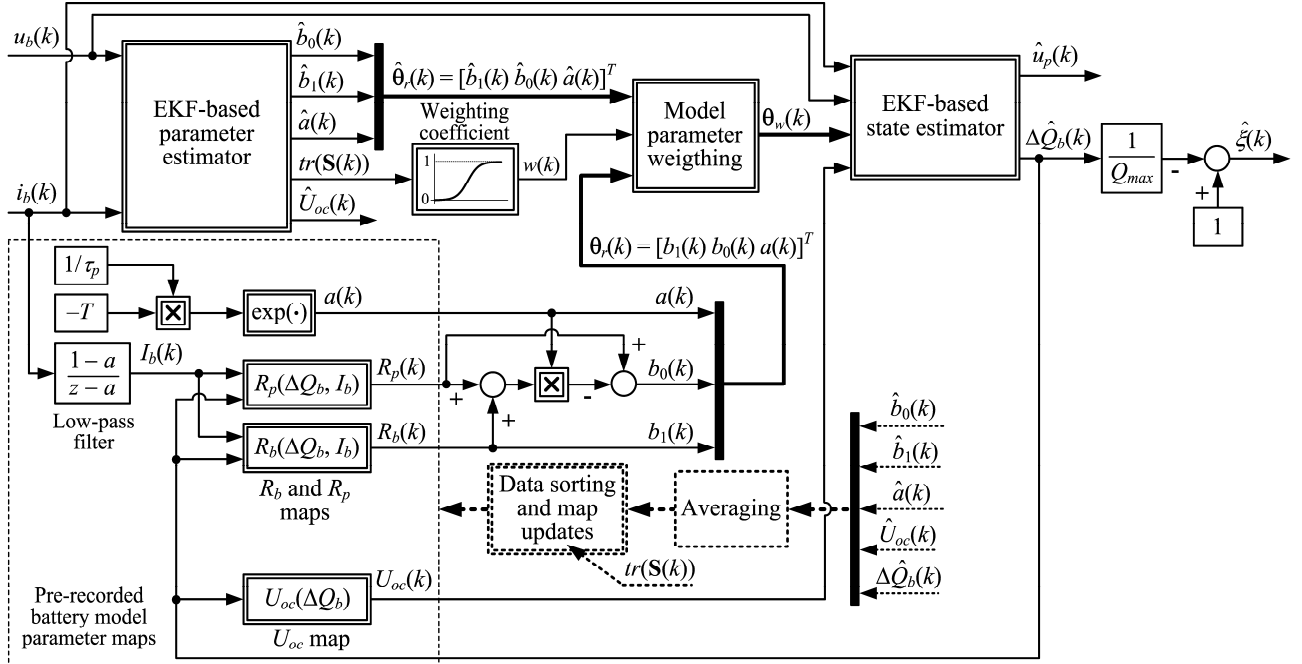 u_b(k)
i_b(k)
EKF-based
parameter
estimator
b̂_0(k)
b̂_1(k)
â(k)
tr(S(k))
Û_oc(k)
θ̂_r(k) = [b̂_1(k) b̂_0(k) â(k)]^T
Weighting
coefficient
1
0
w(k)
Model
parameter
weigthing
θ_w(k)
EKF-based
state estimator
û_p(k)
ΔQ̂_b(k)
1
Q_max
-
+
1
ξ̂(k)
θ_r(k) − [b_1(k) b_0(k) a(k)]^T
1/τ_p
−T
×
exp(·)
a(k)
a(k)
1 − a
z − a
I_b(k)
Low-pass
filter
R_p(ΔQ_b, I_b)
R_p(k)
+
+
×
-
+
b_0(k)
R_b(ΔQ_b, I_b)
R_b(k)
b_1(k)
R_b and R_p
maps
Data sorting
and map
updates
tr(S(k))
Averaging
b̂_0(k)
b̂_1(k)
â(k)
Û_oc(k)
ΔQ̂_b(k)
Pre-recorded
battery model
parameter maps
U_oc(ΔQ_b)
U_oc(k)
U_oc map